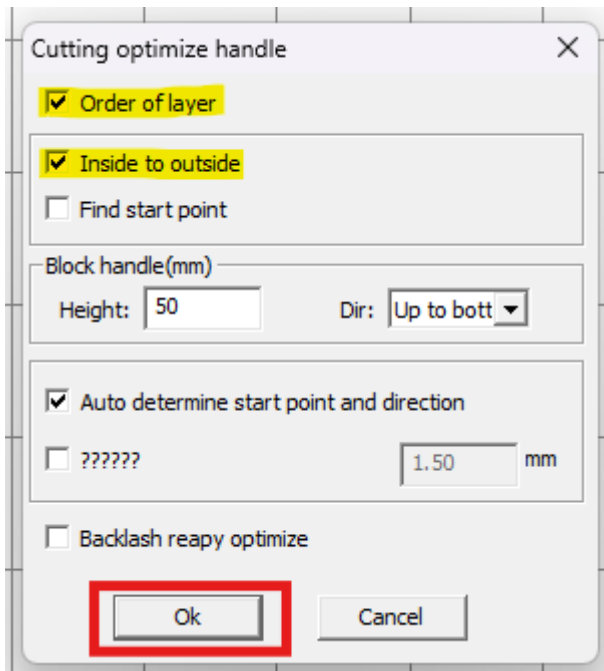 Cutting optimize handle
Order of layer
Inside to outside
Find start point
Block handle(mm)
Height: 50 Dir: Up to bott
Auto determine start point and direction
?????? 1.50 mm
Backlash reapy optimize
Ok Cancel